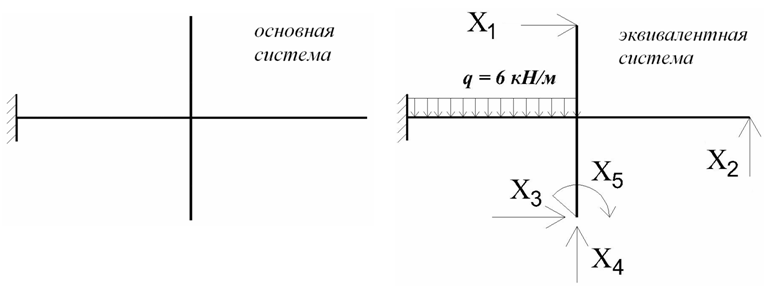 основная
система
X1
эквивалентная
система
q = 6 кН/м
X2
X3
X5
X4